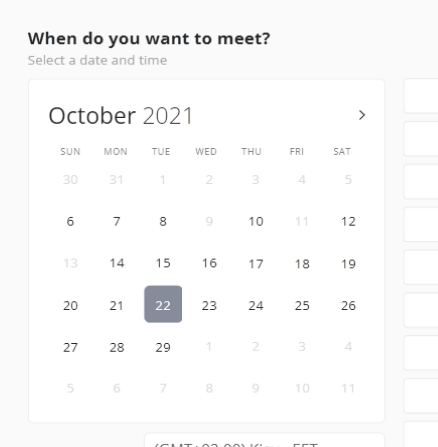 When do you want to meet?
Select a date and time
October 2021
SUN MON TUE WED THU FRI SAT
30 31 1 2 3 4 5
6 7 8 9 10 11 12
13 14 15 16 17 18 19
20 21 22 23 24 25 26
27 28 29 1 2 3 4
5 6 7 8 9 10 11